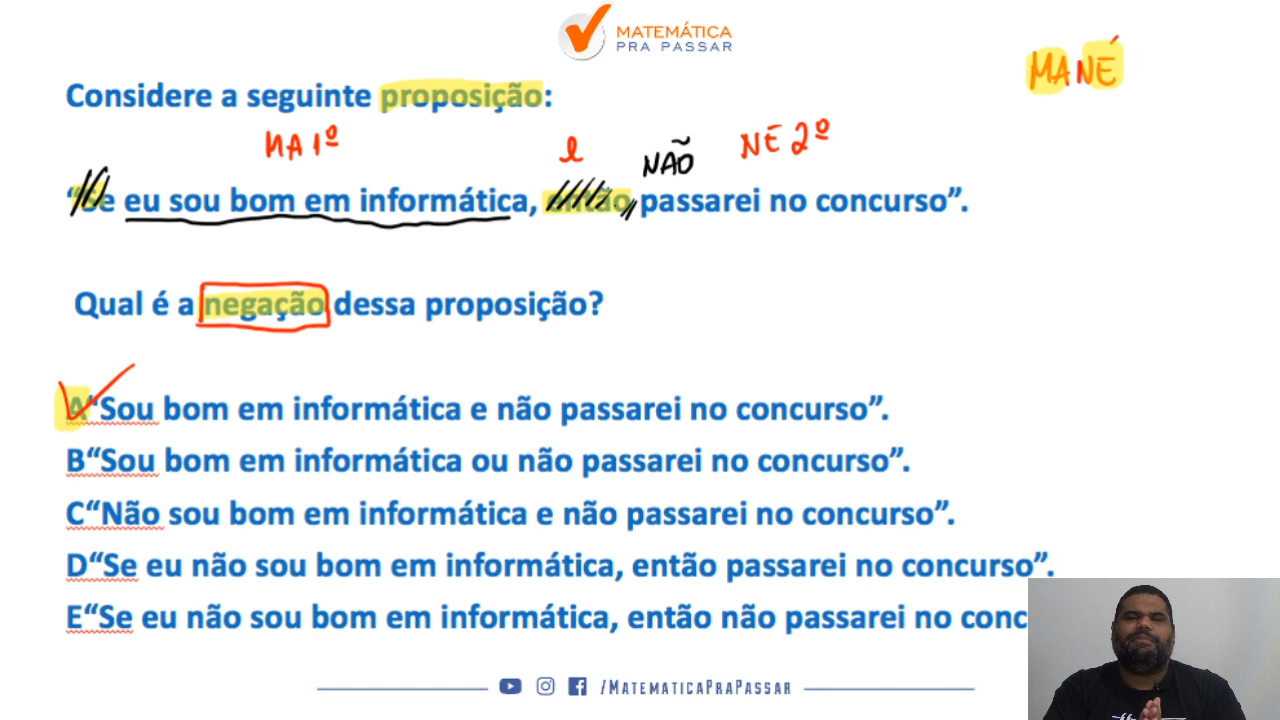 MATEMÁTICA
PRA PASSAR
MANÉ
Considere a seguinte proposição:
MA 1º e NÃO NE 2º
“Se eu sou bom em informática, então, passarei no concurso”.
Qual é a negação dessa proposição?
A“Sou bom em informática e não passarei no concurso”.
B“Sou bom em informática ou não passarei no concurso”.
C“Não sou bom em informática e não passarei no concurso”.
D“Se eu não sou bom em informática, então passarei no concurso”.
E“Se eu não sou bom em informática, então não passarei no conc
/MatematicaPraPassar